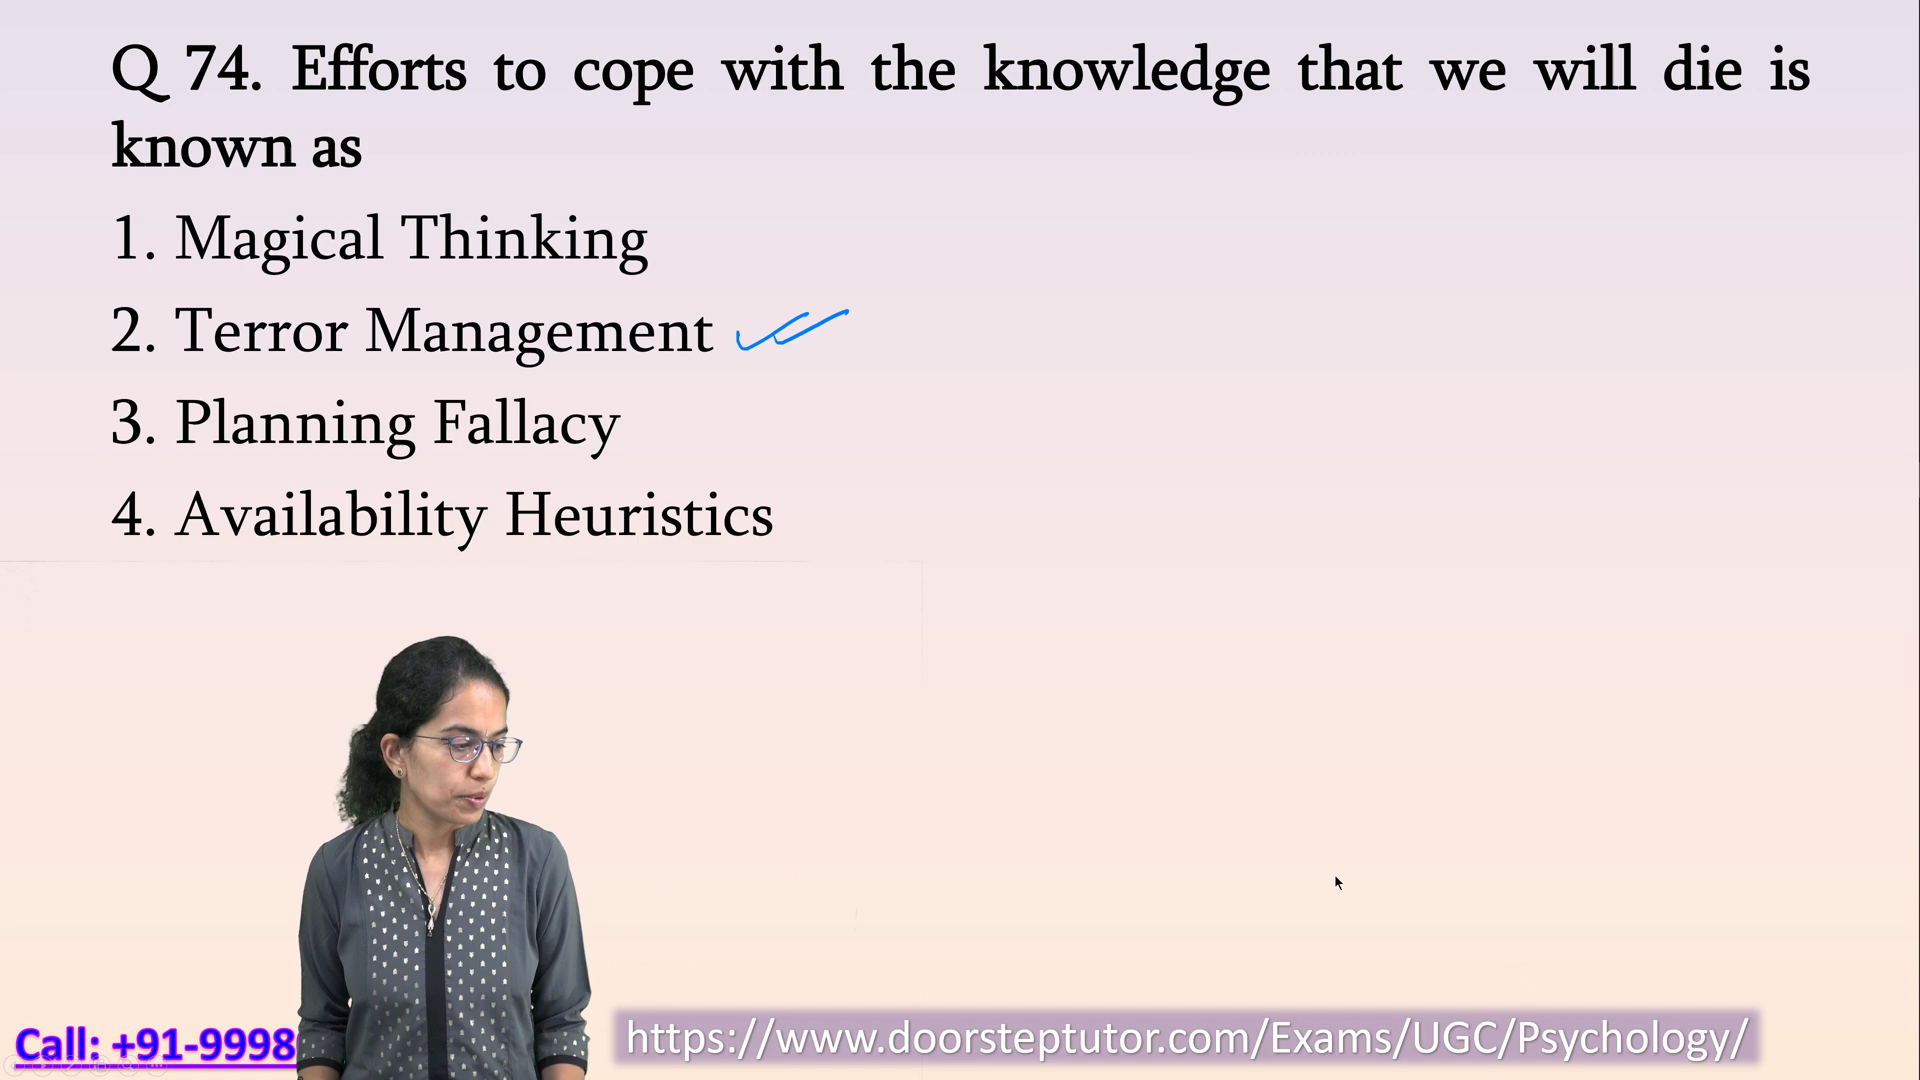 Q 74. Efforts to cope with the knowledge that we will die is
known as
1. Magical Thinking
2. Terror Management
3. Planning Fallacy
4. Availability Heuristics
Call: +91-9998
https://www.doorsteptutor.com/Exams/UGC/Psychology/